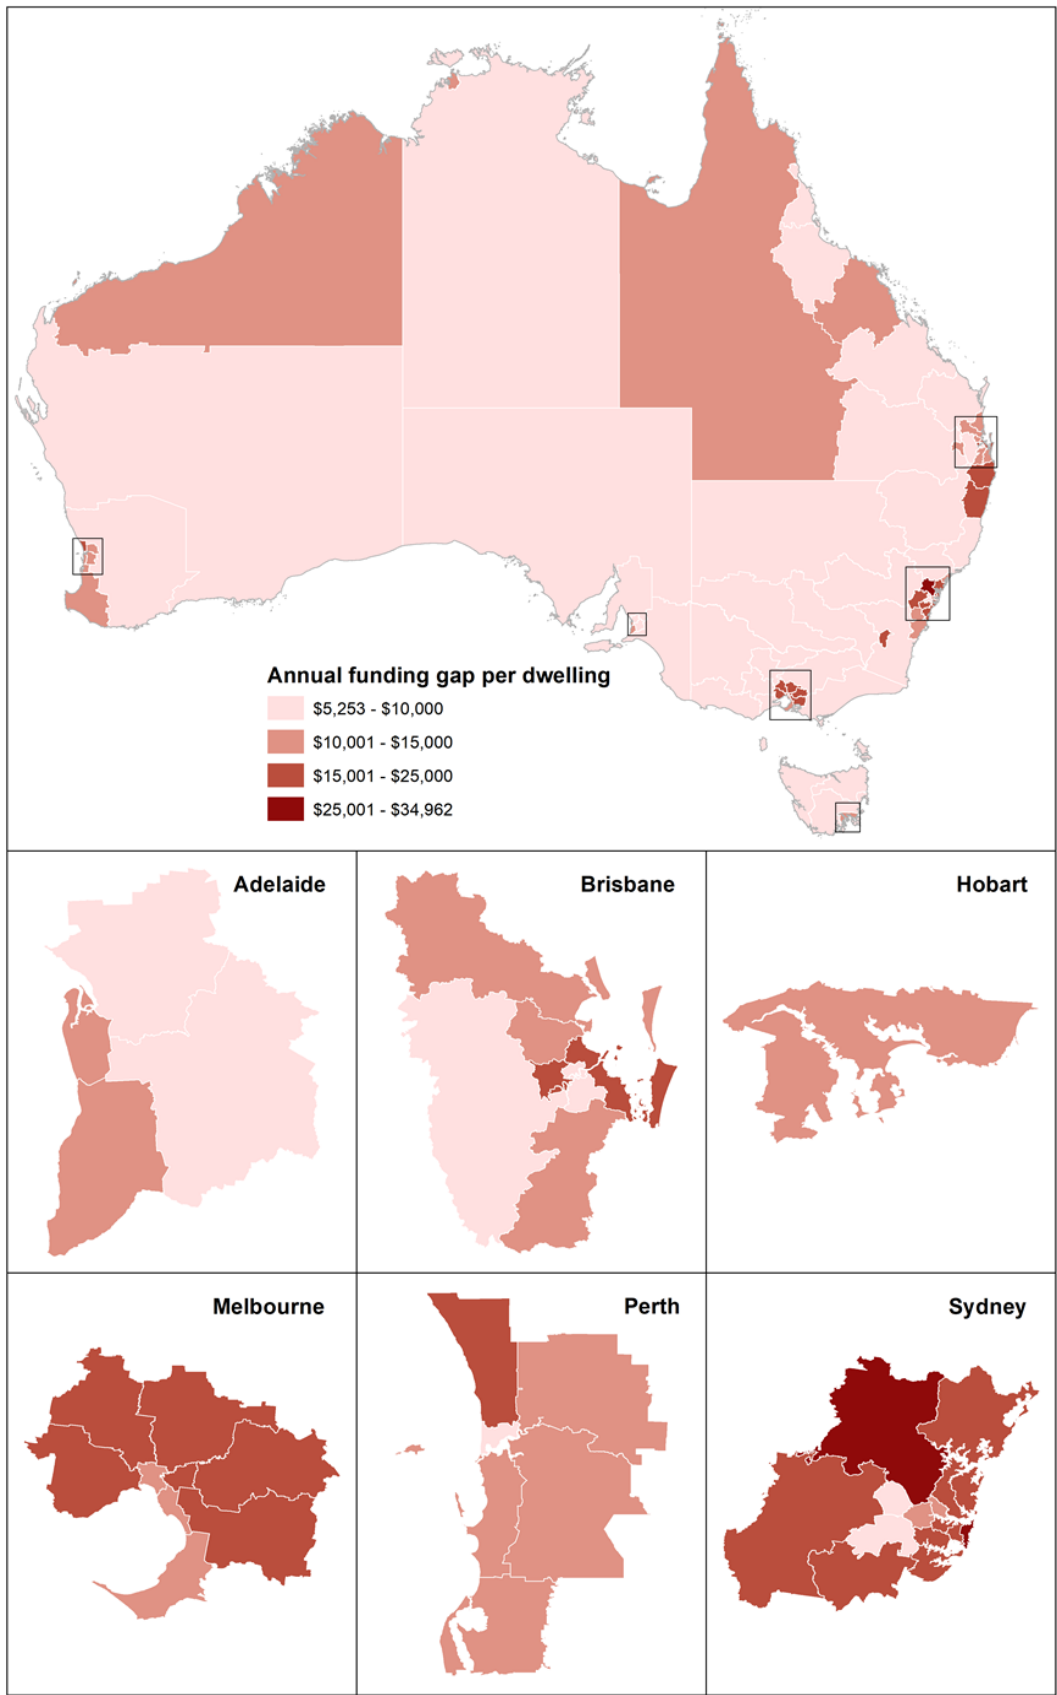 Annual funding gap per dwelling
$5,253 - $10,000
$10,001 - $15,000
$15,001 - $25,000
$25,001 - $34,962
Adelaide
Brisbane
Hobart
Melbourne
Perth
Sydney